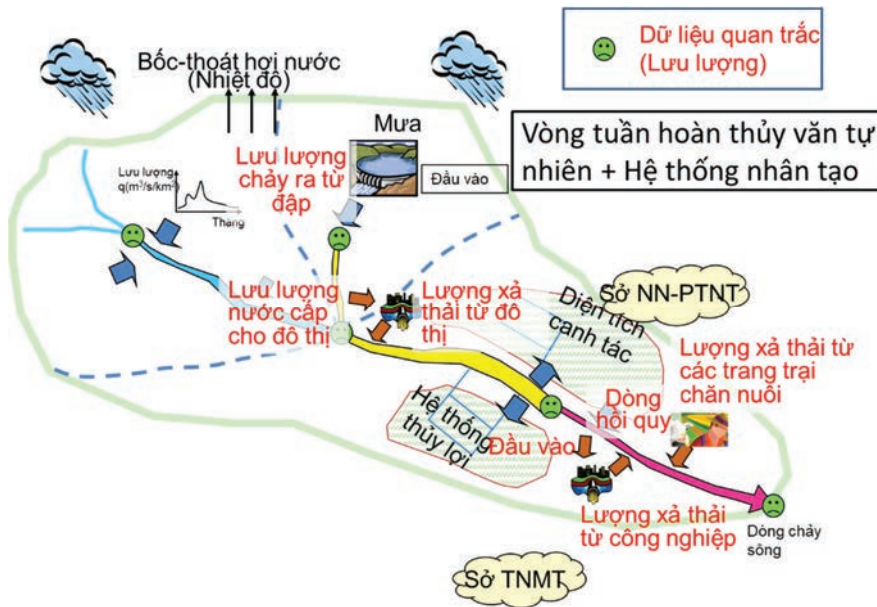 Dữ liệu quan trắc
(Lưu lượng)
Bốc-thoát hơi nước
(Nhiệt độ)
Vòng tuần hoàn thủy văn tự
nhiên + Hệ thống nhân tạo
Mưa
Lưu lượng
chảy ra từ
đập
Đầu vào
Lưu lượng
q(m³/s/km²)
Tháng
Sở NN-PTNT
Lưu lượng
nước cấp
cho đô thị
Lưu lượng xả
thải từ đô
thị
Diện tích
canh tác
Lượng xả thải từ
các trang trại
chăn nuôi
Hệ thống
thủy lợi
Dòng
hồi quy
Đầu vào
Lượng xả thải
từ công nghiệp
Dòng chảy
sông
Sở TNMT